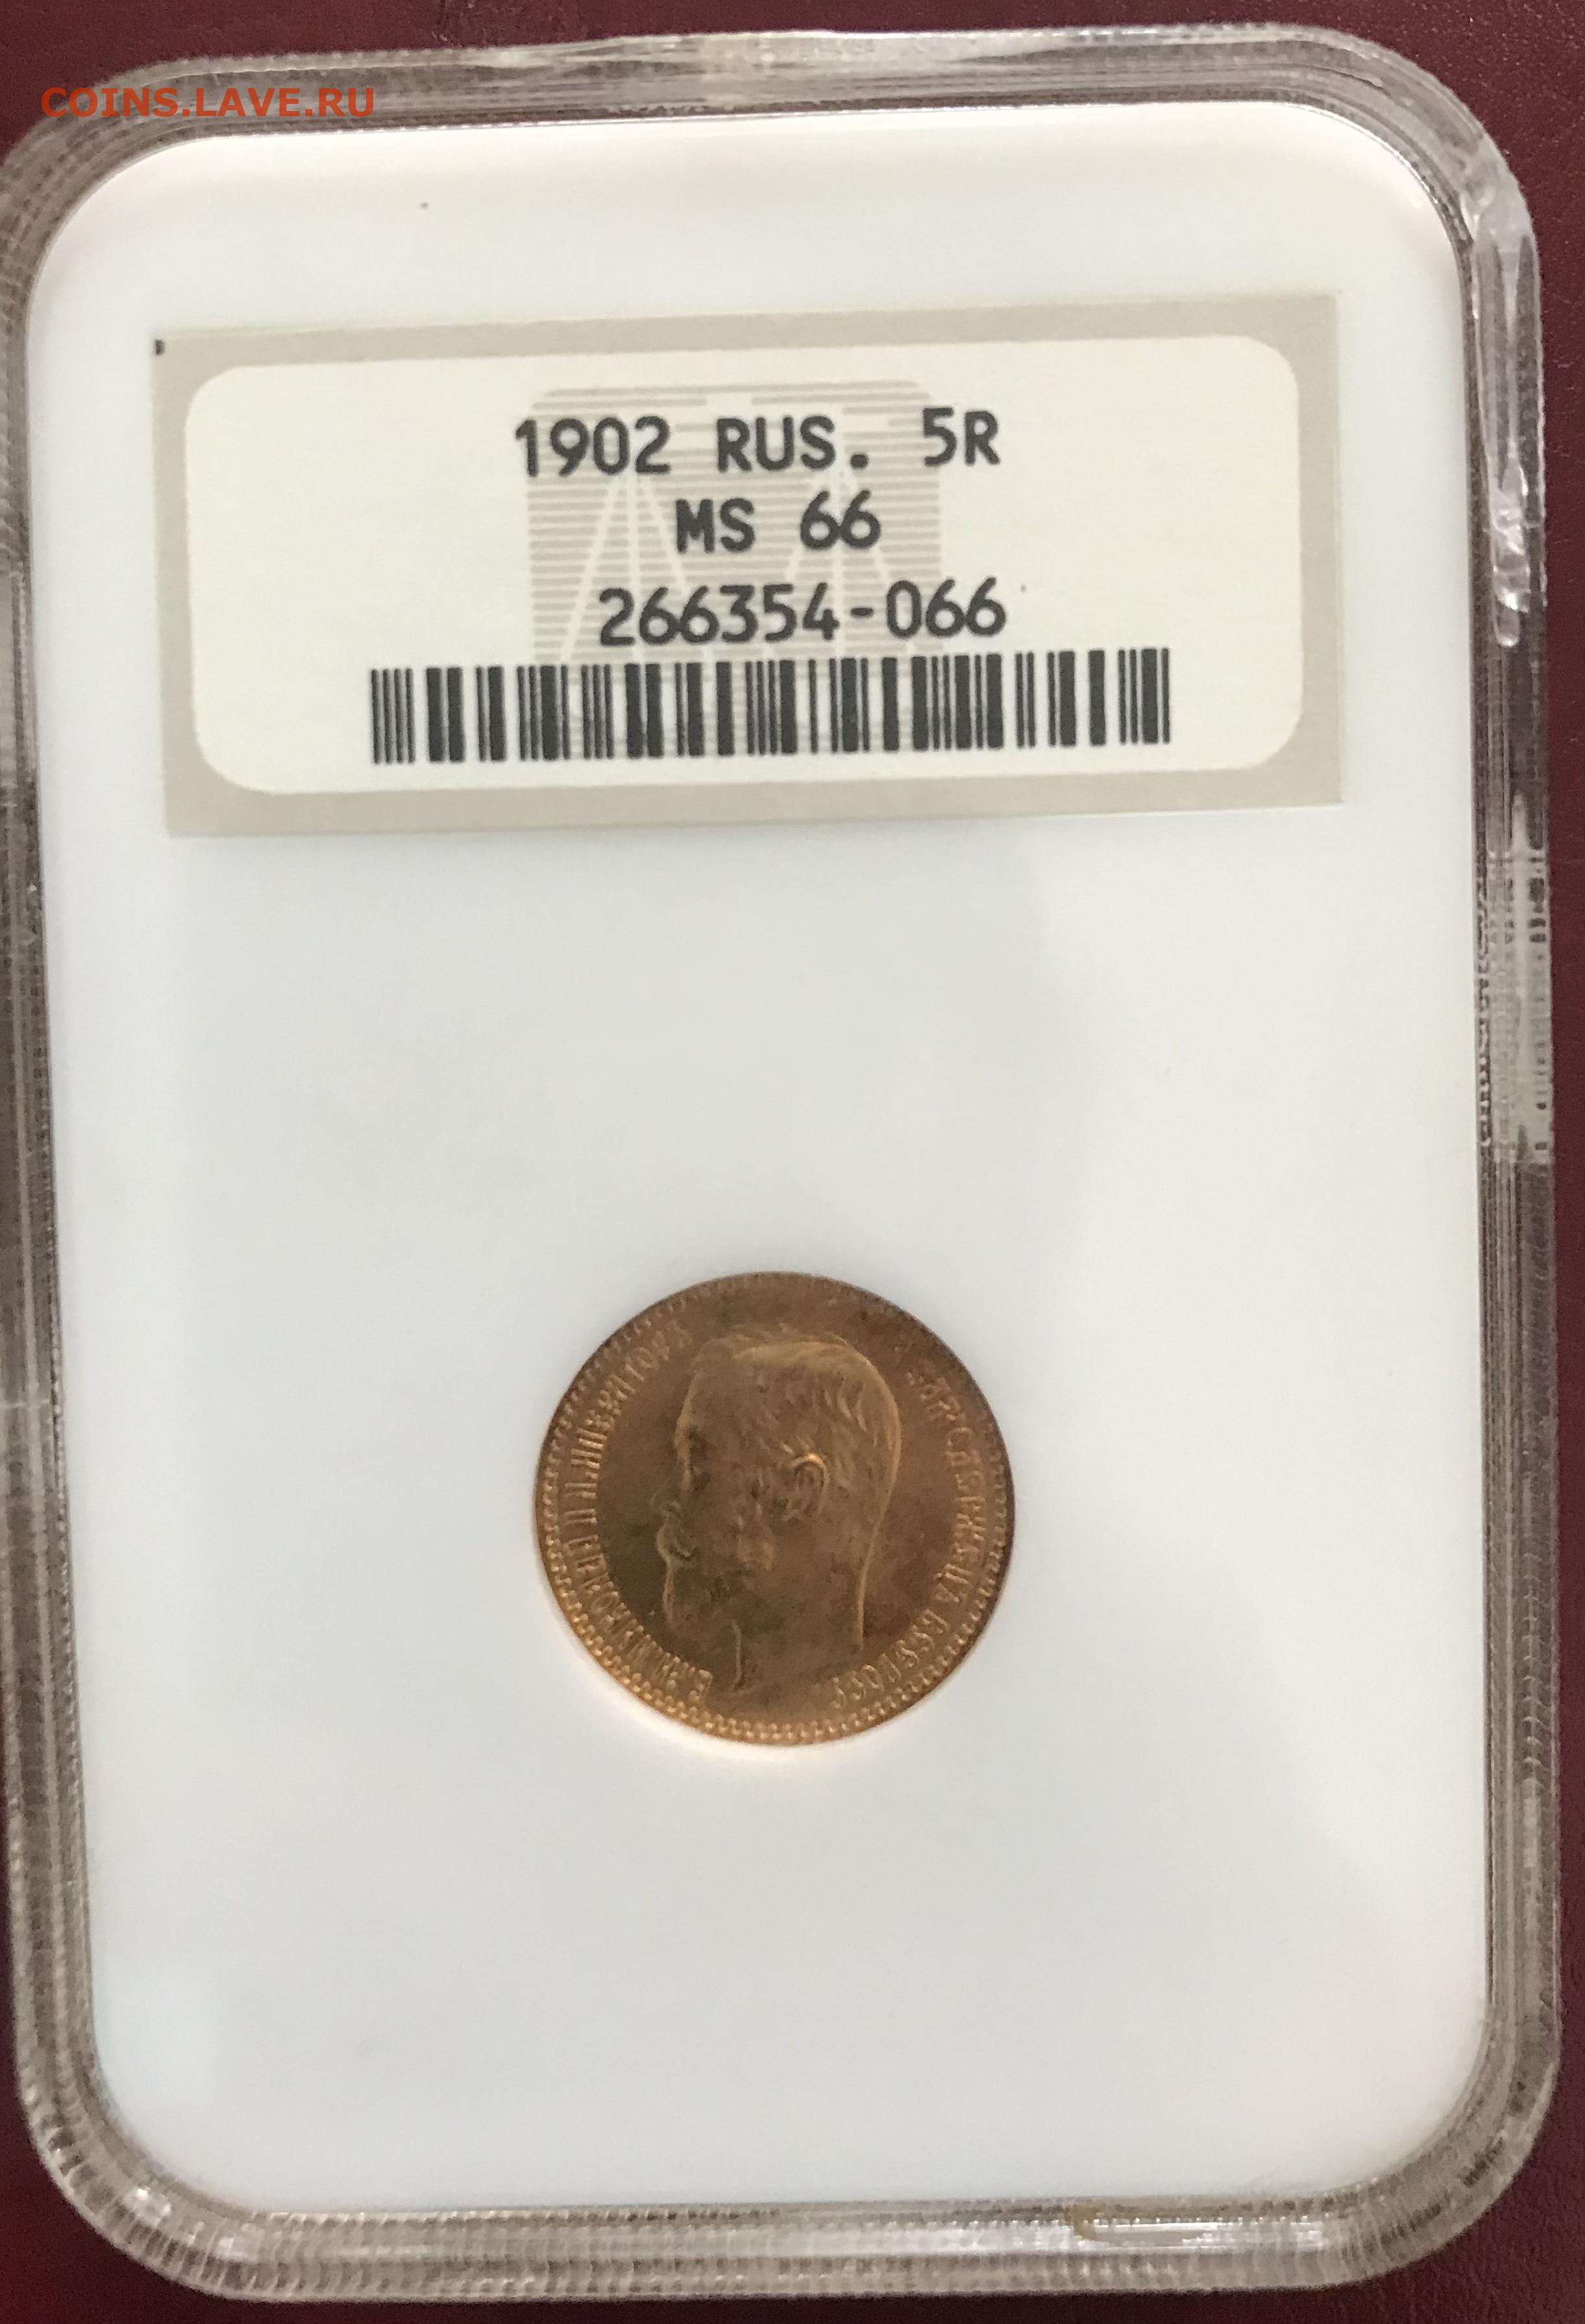 COINS.LAVE.RU
1902 RUS. 5R
MS 66
266354-066